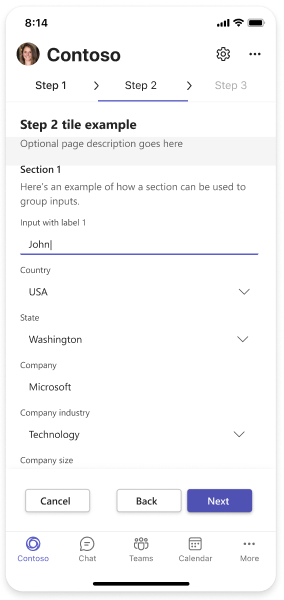 8:14
Contoso
Step 1 Step 2 Step 3
Step 2 tile example
Optional page description goes here
Section 1
Here's an example of how a section can be used to
group inputs.
Input with label 1
John
Country
USA
State
Washington
Company
Microsoft
Company industry
Technology
Company size
Cancel Back Next
Contoso Chat Teams Calendar More